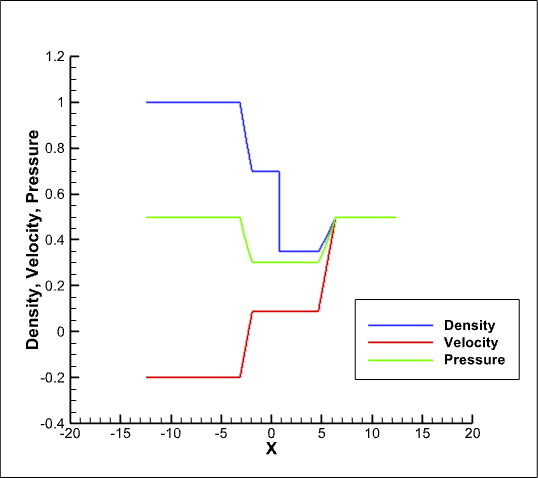 Density, Velocity, Pressure
1.2
1
0.8
0.6
0.4
0.2
0
-0.2
-0.4
-20 -15 -10 -5 0 5 10 15 20
X
Density
Velocity
Pressure